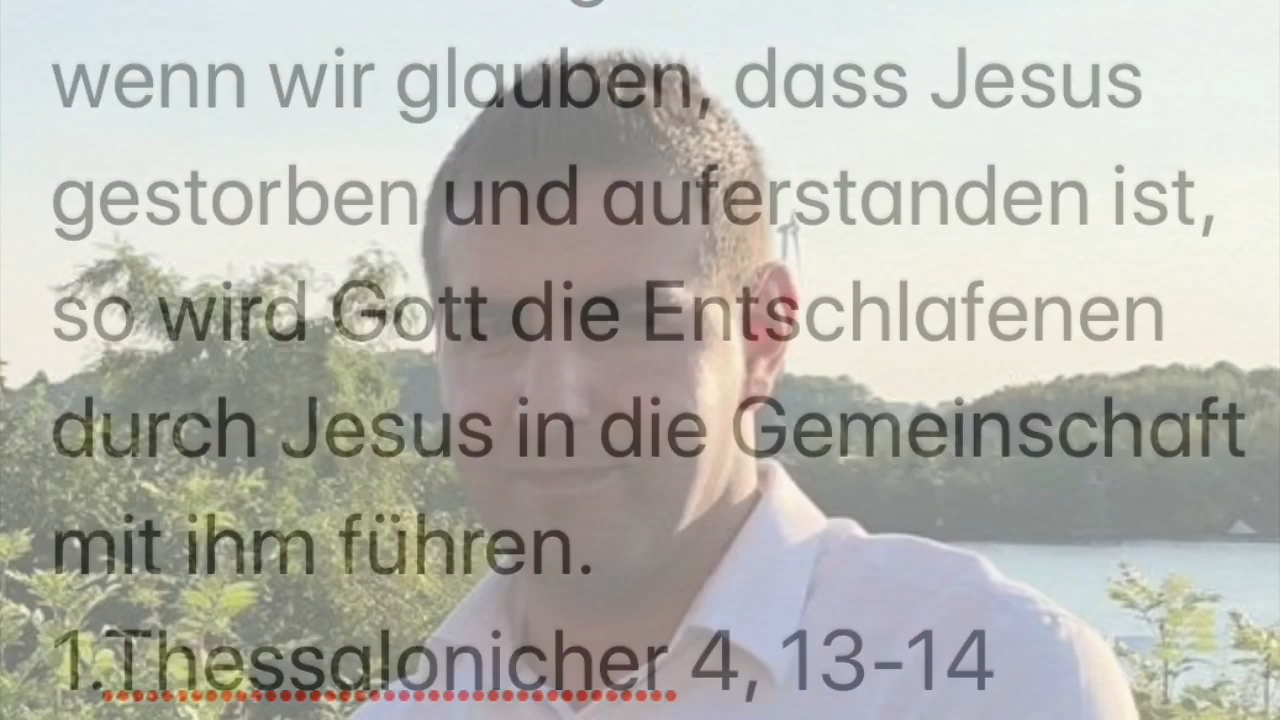 wenn wir glauben, dass Jesus
gestorben und auferstanden ist,
so wird Gott die Entschlafenen
durch Jesus in die Gemeinschaft
mit ihm führen.
1.Thessalonicher 4, 13-14